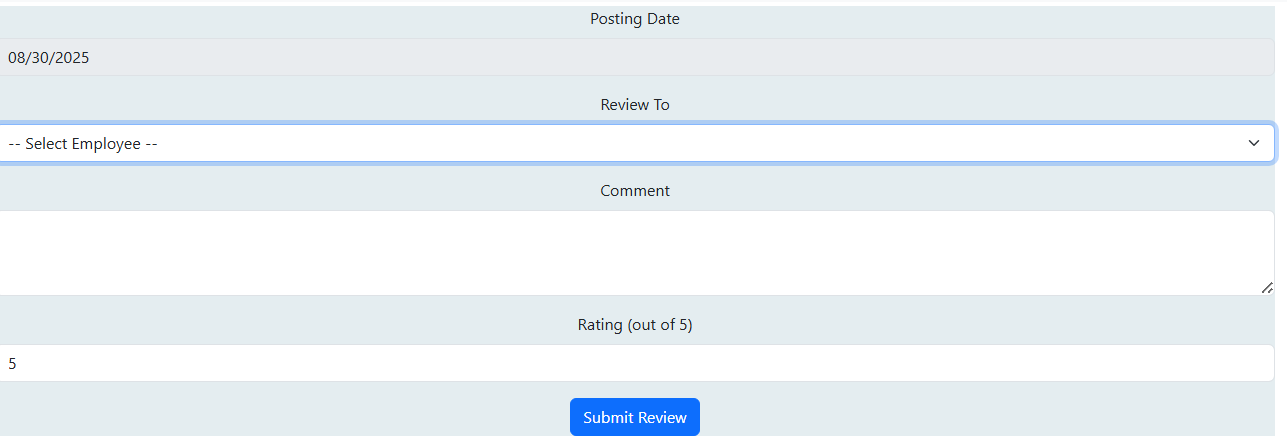 Posting Date
08/30/2025
Review To
-- Select Employee --
Comment
Rating (out of 5)
5
Submit Review